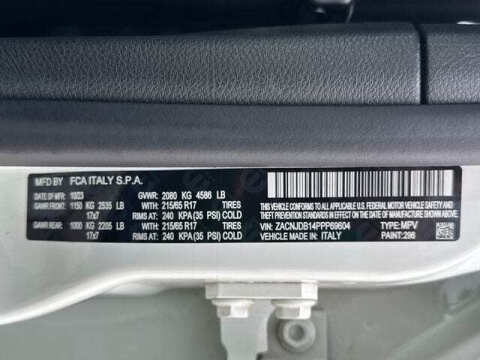 MFD BY FCA ITALY S.P.A.
DATE OF MFR: 10/23 GVWR: 2080 KG 4586 LB
GAWR FRONT: 1150 KG 2535 LB WITH: 215/65 R17 TIRES
17x7 RIMS AT: 240 KPA(35 PSI) COLD
GAWR REAR: 1000 KG 2205 LB WITH: 215/65 R17 TIRES
17x7 RIMS AT: 240 KPA(35 PSI) COLD
THIS VEHICLE CONFORMS TO ALL APPLICABLE
U.S. FEDERAL MOTOR VEHICLE SAFETY
AND THEFT PREVENTION STANDARDS IN EFFECT
ON THE DATE OF MANUFACTURE SHOWN ABOVE
VIN: ZACNJDB14PPP69604 TYPE: MPV
VEHICLE MADE IN: ITALY PAINT: 296